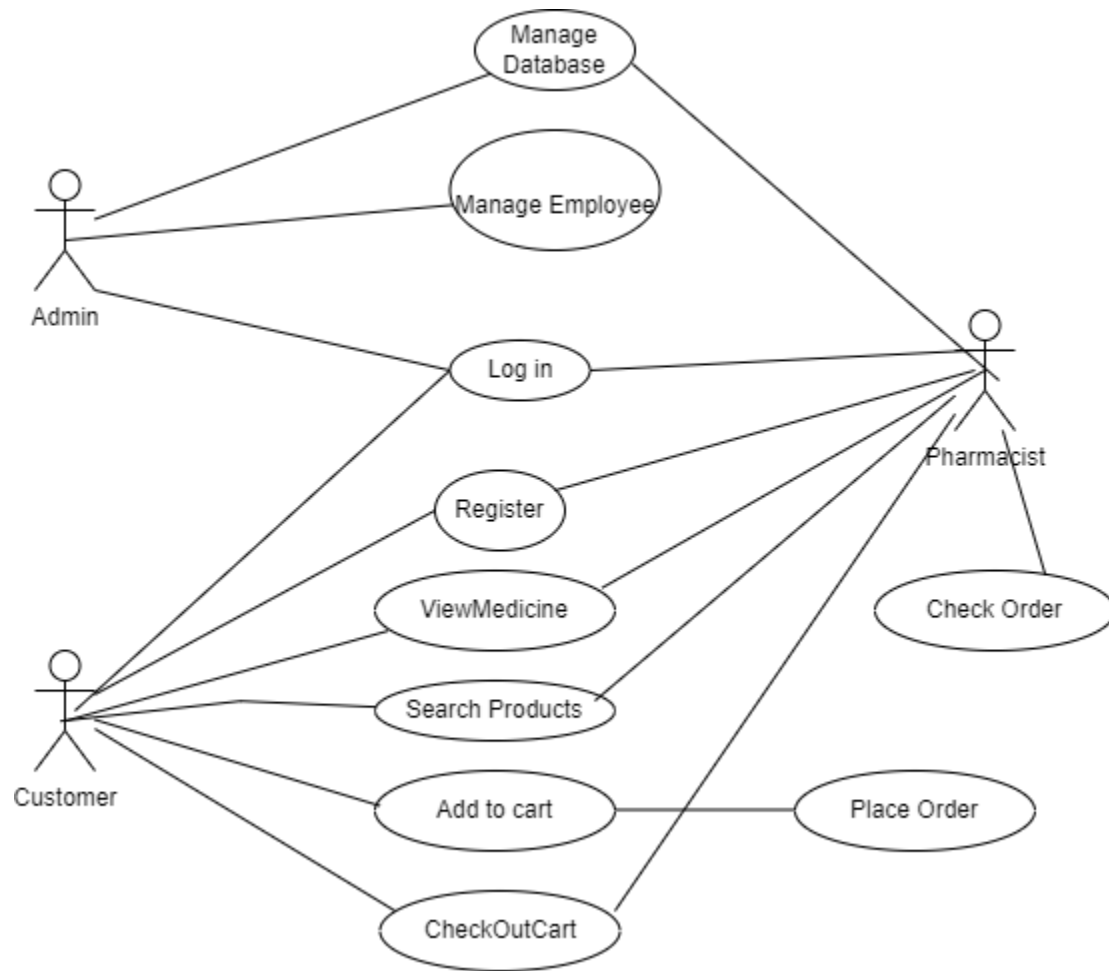 Manage
Database
Manage Employee
Admin
Log in
Pharmacist
Register
ViewMedicine
Check Order
Search Products
Customer
Add to cart
Place Order
CheckOutCart